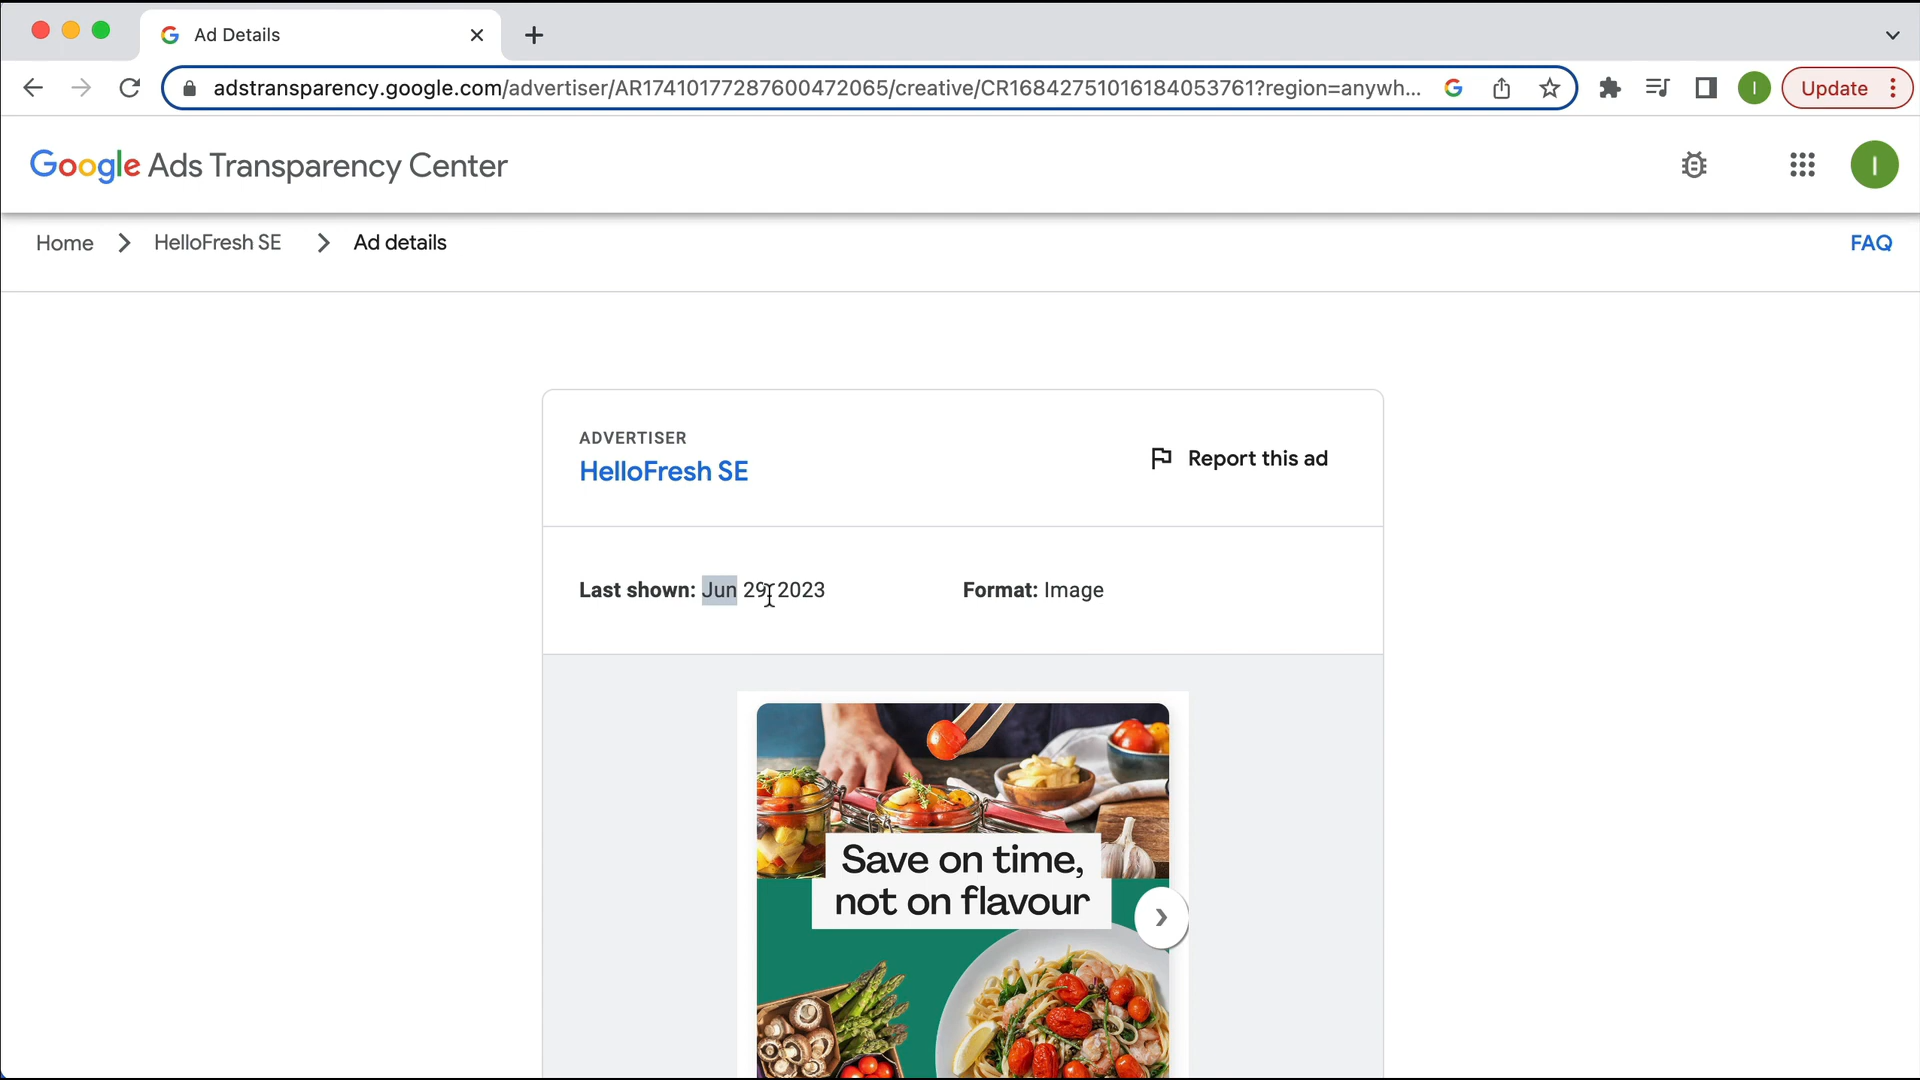 Ad Details
adstransparency.google.com/advertiser/AR17410177287600472065/creative/CR16842751016184053761?region=anywh...
I
Update
Google Ads Transparency Center
I
Home
HelloFresh SE
Ad details
FAQ
ADVERTISER
HelloFresh SE
Report this ad
Last shown: Jun 29, 2023
Format: Image
Save on time,
not on flavour